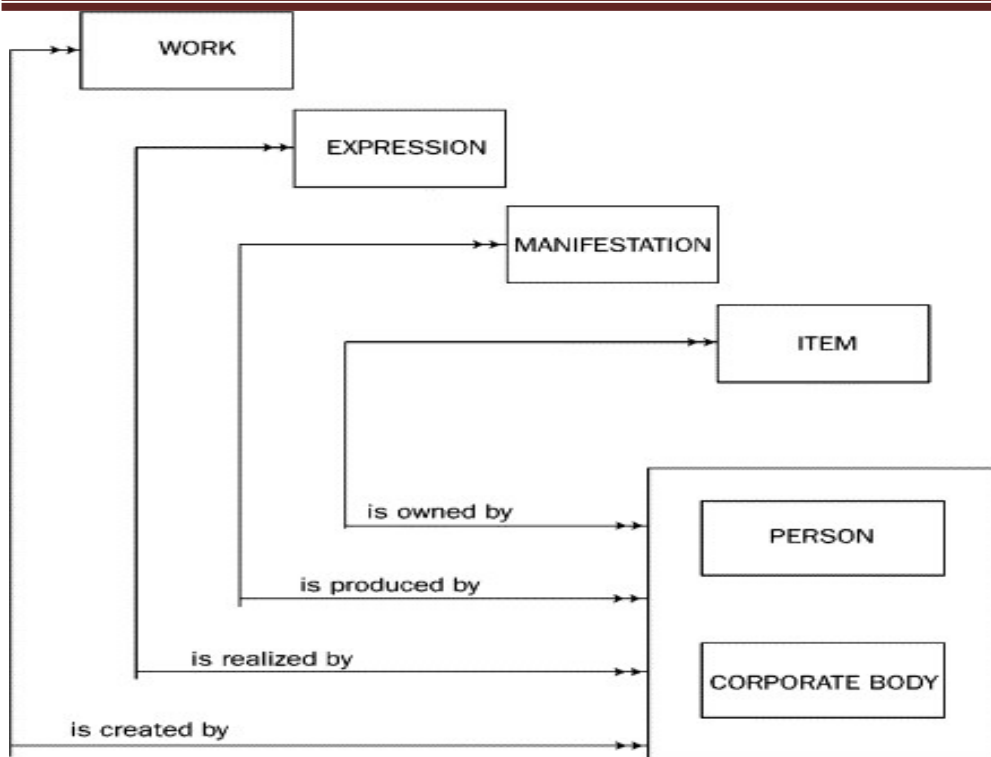 WORK
EXPRESSION
MANIFESTATION
ITEM
is owned by
PERSON
is produced by
is realized by
CORPORATE BODY
is created by